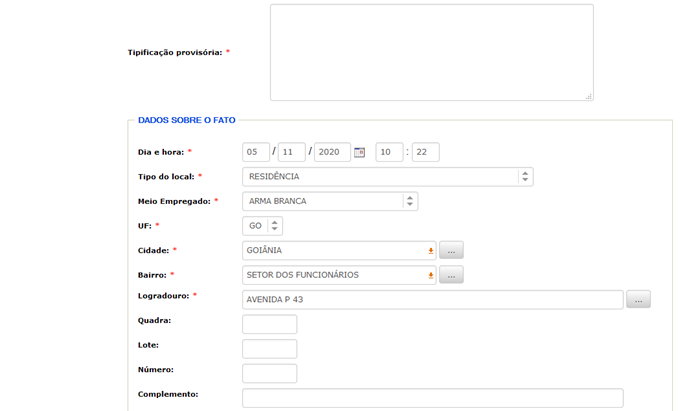 Tipificação provisória: *
DADOS SOBRE O FATO
Dia e hora: * 05 / 11 / 2020 10 : 22
Tipo do local: * RESIDÊNCIA
Meio Empregado: * ARMA BRANCA
UF: * GO
Cidade: * GOIÂNIA ...
Bairro: * SETOR DOS FUNCIONÁRIOS ...
Logradouro: * AVENIDA P 43 ...
Quadra:
Lote:
Número:
Complemento: